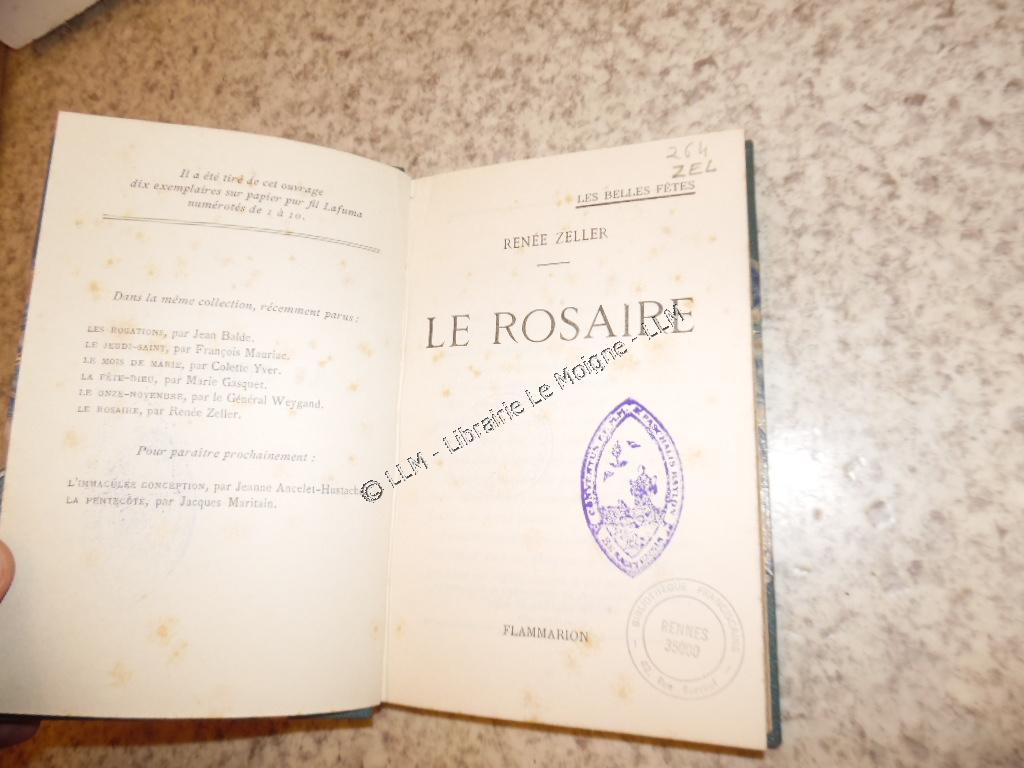 Il a été tiré de cet ouvrage
dix exemplaires sur papier pur fil Lafuma
numérotés de 1 à 10.
Dans la même collection, récemment parus :
LES ROGATIONS, par Jean Balde.
LE JEUDI-SAINT, par François Mauriac.
LE MOIS DE MARIE, par Colette Yver.
LA FÊTE-DIEU, par Marie Gasquet.
LE ONZE-NOVEMBRE, par le Général Weygand.
LE ROSAIRE, par Renée Zeller.
Pour paraître prochainement :
L'IMMACULÉE CONCEPTION, par Jeanne Ancelet-Hustache
LA PENTECÔTE, par Jacques Maritain.
264
ZEL
LES BELLES FÊTES
RENÉE ZELLER
LE ROSAIRE
© LLM - Librairie Le Moigne - LLM
CONVENTUS
FLAMMARION
BIBLIOTHÈQUE FRANCISCAINE
RENNES
35000